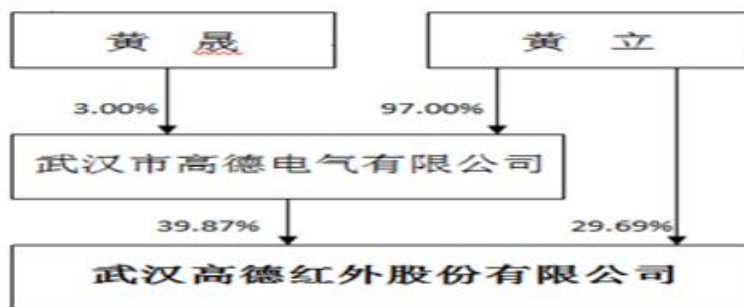 黄 晟 黄 立
3.00% 97.00%
武汉市高德电气有限公司
39.87% 29.69%
武汉高德红外股份有限公司